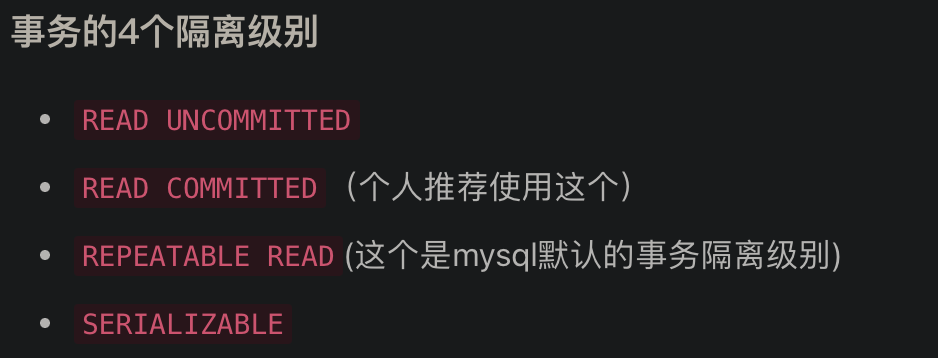 事务的4个隔离级别
READ UNCOMMITTED
READ COMMITTED （个人推荐使用这个）
REPEATABLE READ(这个是mysql默认的事务隔离级别)
SERIALIZABLE